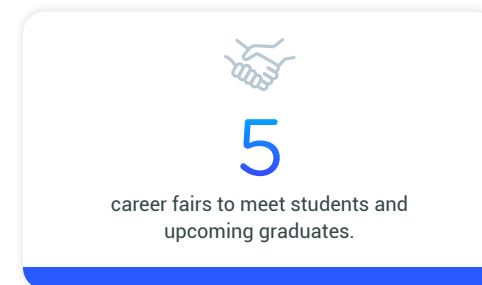 5
career fairs to meet students and
upcoming graduates.